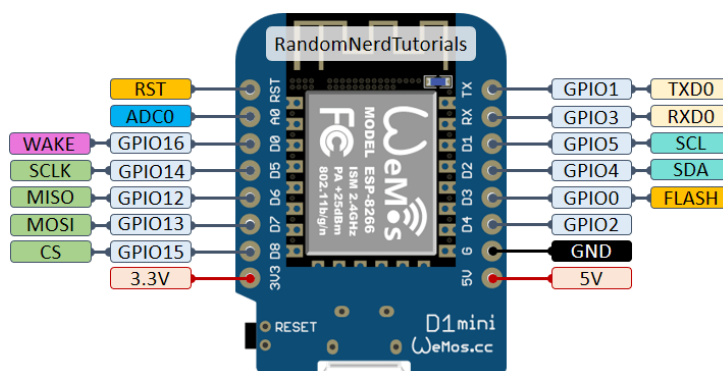 RandomNerdTutorials
RST RST TX GPIO1 TXD0
ADC0 A0 RX GPIO3 RXD0
WAKE GPIO16 D0 D1 GPIO5 SCL
SCLK GPIO14 D5 D2 GPIO4 SDA
MISO GPIO12 D6 D3 GPIO0 FLASH
MOSI GPIO13 D7 D4 GPIO2
CS GPIO15 D8 G GND
3.3V 3V3 5V 5V
WeMos
MODEL ESP-8266
ISM 2.4GHz
PA +25dBm
802.11b/g/n
FC
RESET
D1 mini
WeMos.cc